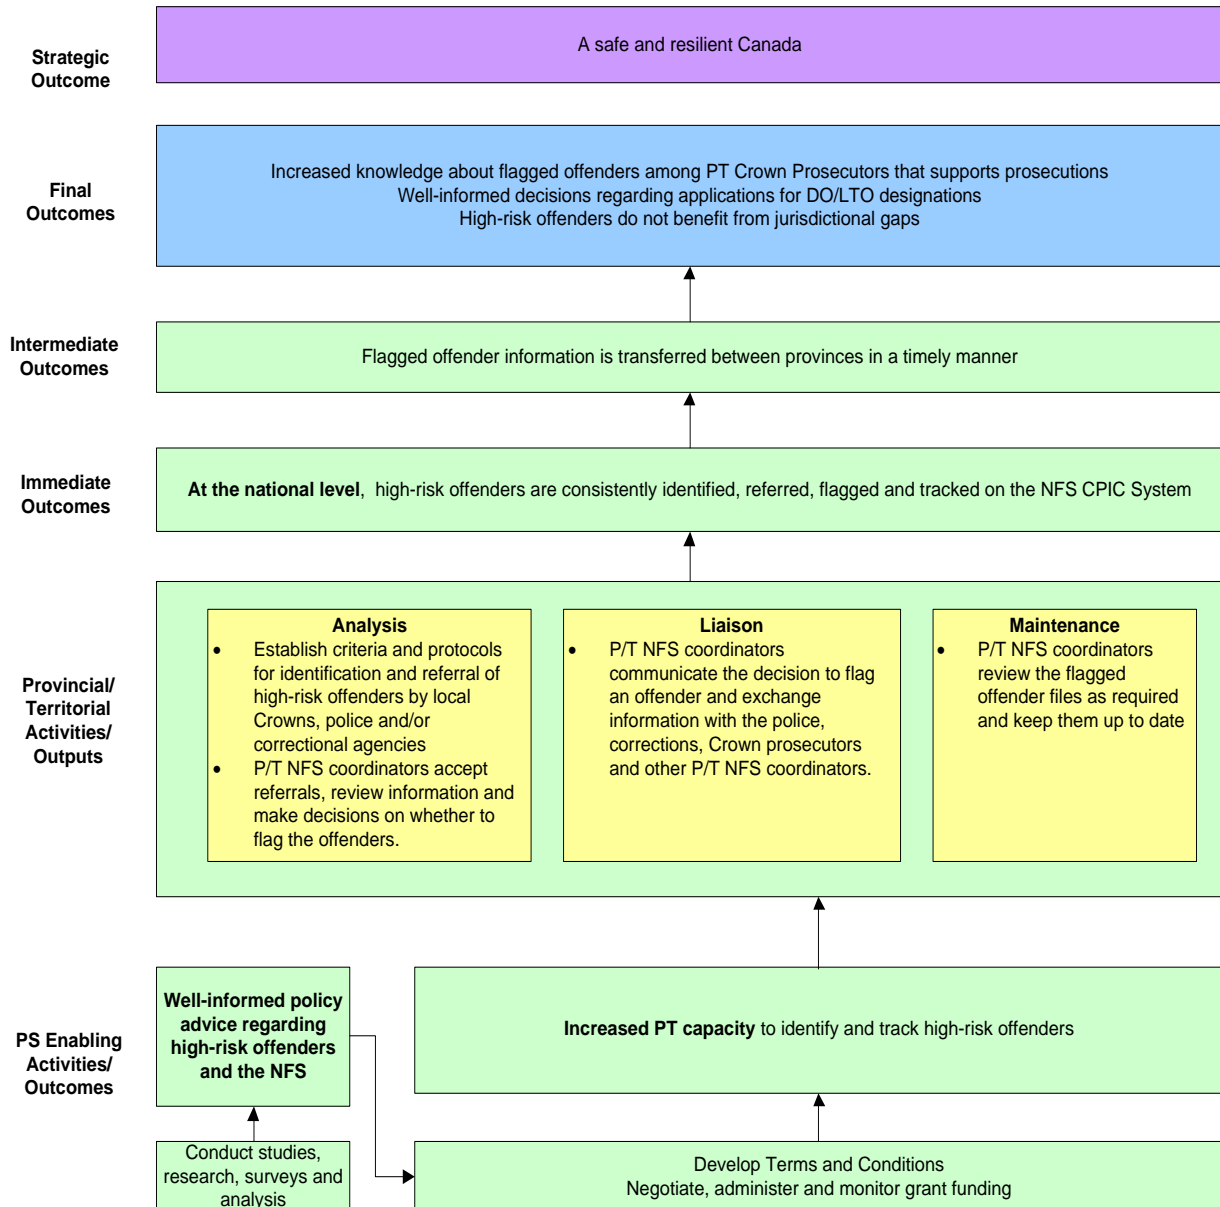 Strategic
Outcome
A safe and resilient Canada
Final
Outcomes
Increased knowledge about flagged offenders among PT Crown Prosecutors that supports prosecutions
Well-informed decisions regarding applications for DO/LTO designations
High-risk offenders do not benefit from jurisdictional gaps
Intermediate
Outcomes
Flagged offender information is transferred between provinces in a timely manner
Immediate
Outcomes
At the national level,  high-risk offenders are consistently identified, referred, flagged and tracked on the NFS CPIC System
Provincial/
Territorial
Activities/
Outputs
Analysis
• Establish criteria and protocols
for identification and referral of
high-risk offenders by local
Crowns, police and/or
correctional agencies
• P/T NFS coordinators accept
referrals, review information and
make decisions on whether to
flag the offenders.
Liaison
• P/T NFS coordinators
communicate the decision to flag
an offender and exchange
information with the police,
corrections, Crown prosecutors
and other P/T NFS coordinators.
Maintenance
• P/T NFS coordinators
review the flagged
offender files as required
and keep them up to date
PS Enabling
Activities/
Outcomes
Well-informed policy
advice regarding
high-risk offenders
and the NFS
Increased PT capacity to identify and track high-risk offenders
Conduct studies,
research, surveys and
analysis
Develop Terms and Conditions
Negotiate, administer and monitor grant funding